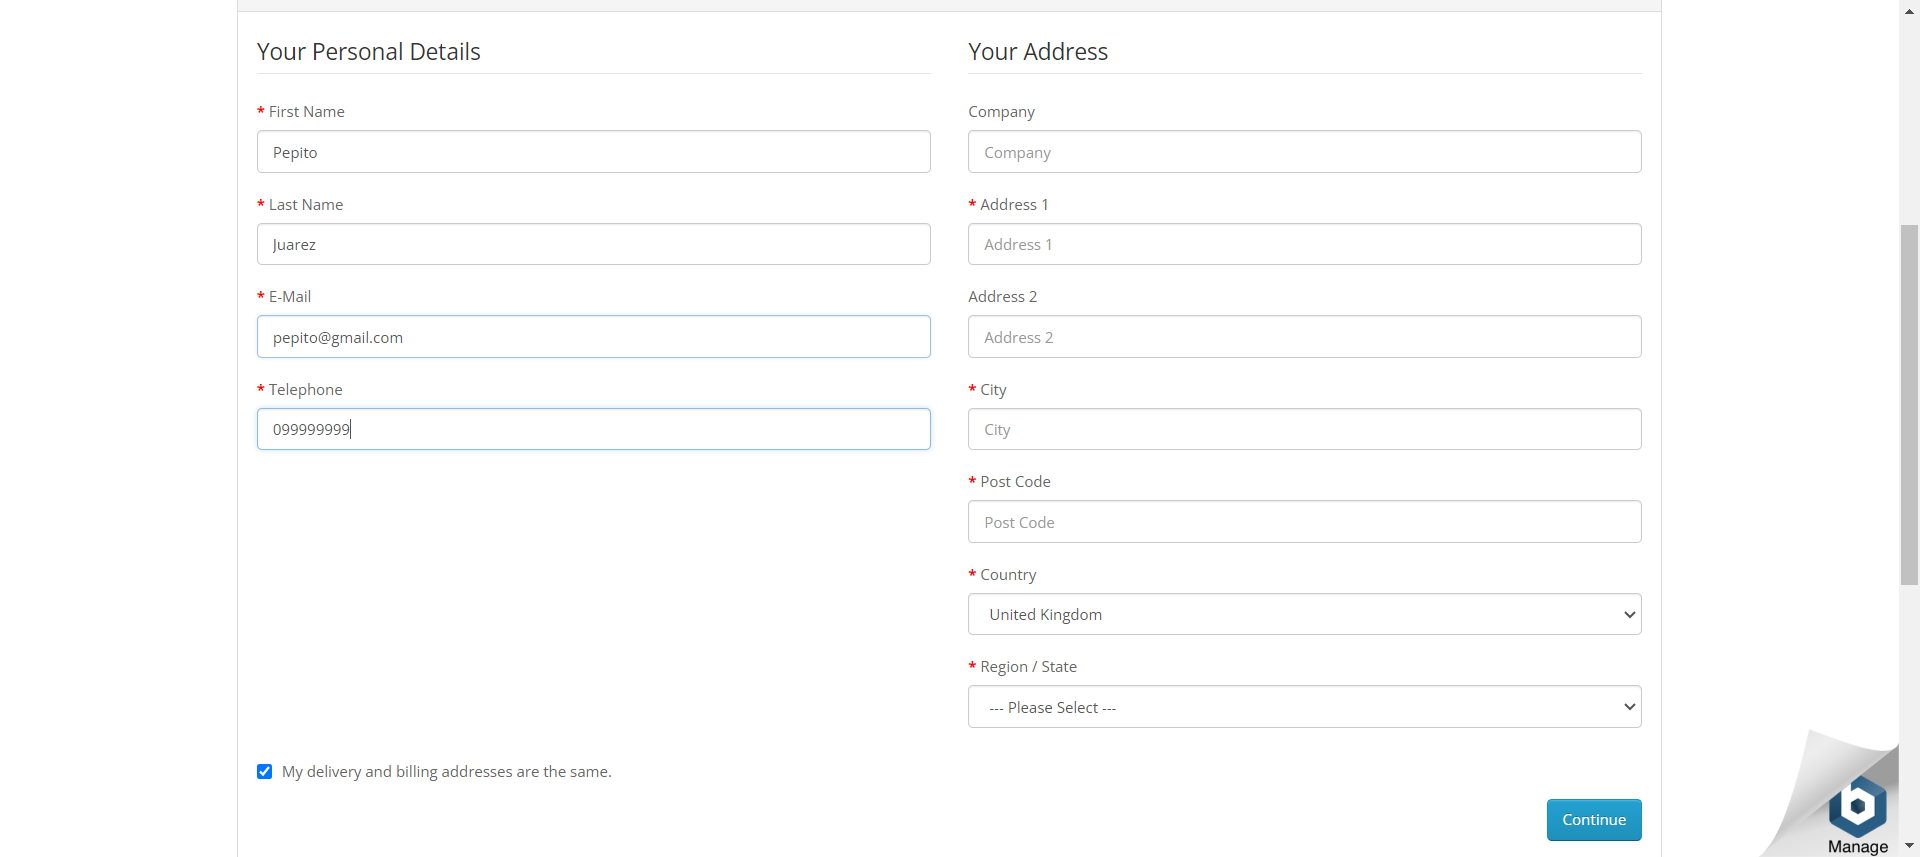 Your Personal Details
* First Name
Pepito
* Last Name
Juarez
* E-Mail
pepito@gmail.com
* Telephone
099999999
Your Address
Company
Company
* Address 1
Address 1
Address 2
Address 2
* City
City
* Post Code
Post Code
* Country
United Kingdom
* Region / State
--- Please Select ---
My delivery and billing addresses are the same.
Continue
Manage